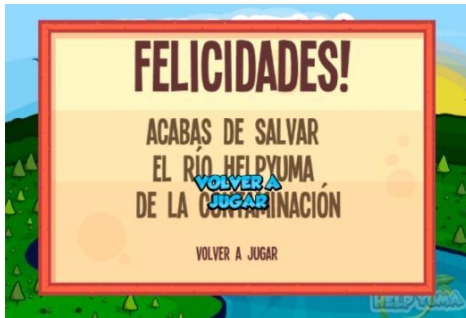 FELICIDADES!
ACABAS DE SALVAR
EL RÍO HELPYUMA
VOLVER A
JUGAR
DE LA CONTAMINACIÓN
VOLVER A JUGAR
HELPYUMA